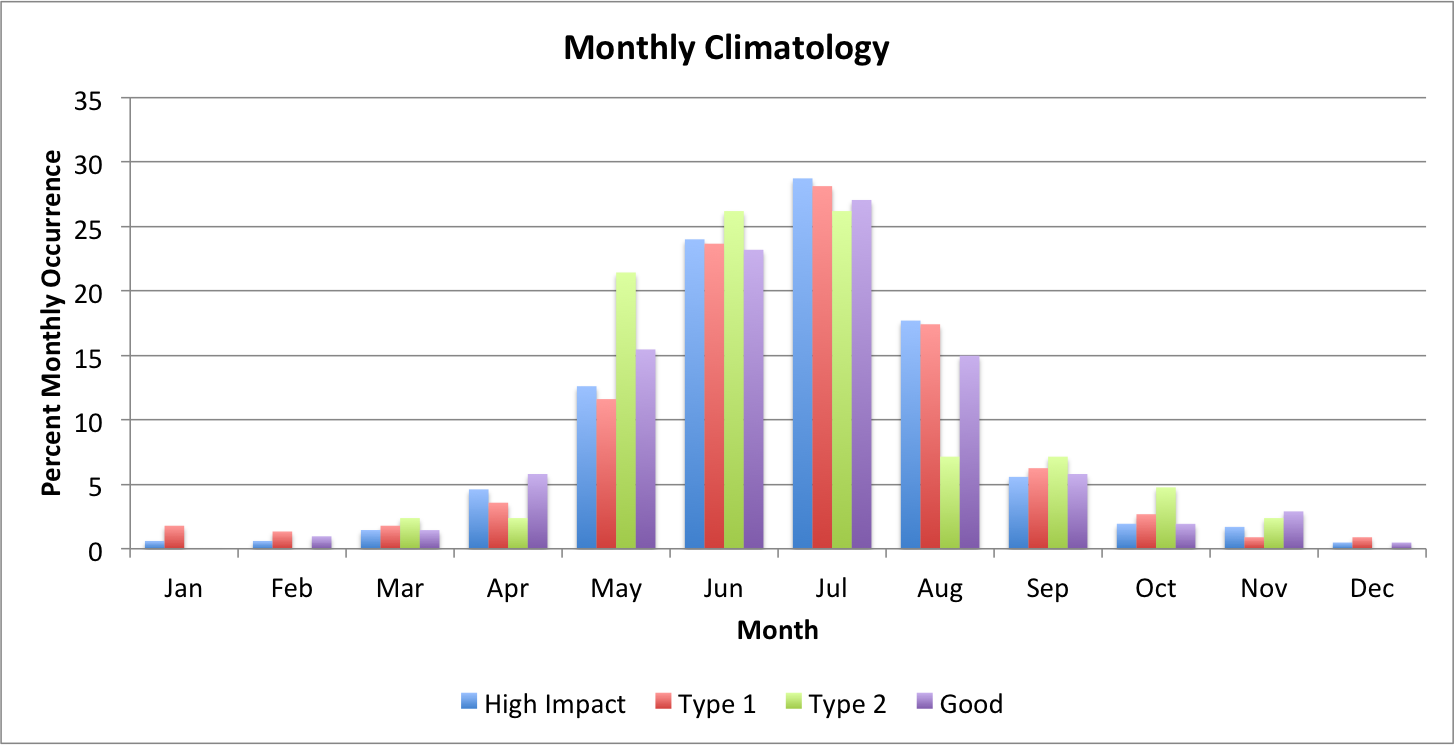 Monthly Climatology
Percent Monthly Occurrence
35
30
25
20
15
10
5
0
Jan Feb Mar Apr May Jun Jul Aug Sep Oct Nov Dec
Month
High Impact Type 1 Type 2 Good